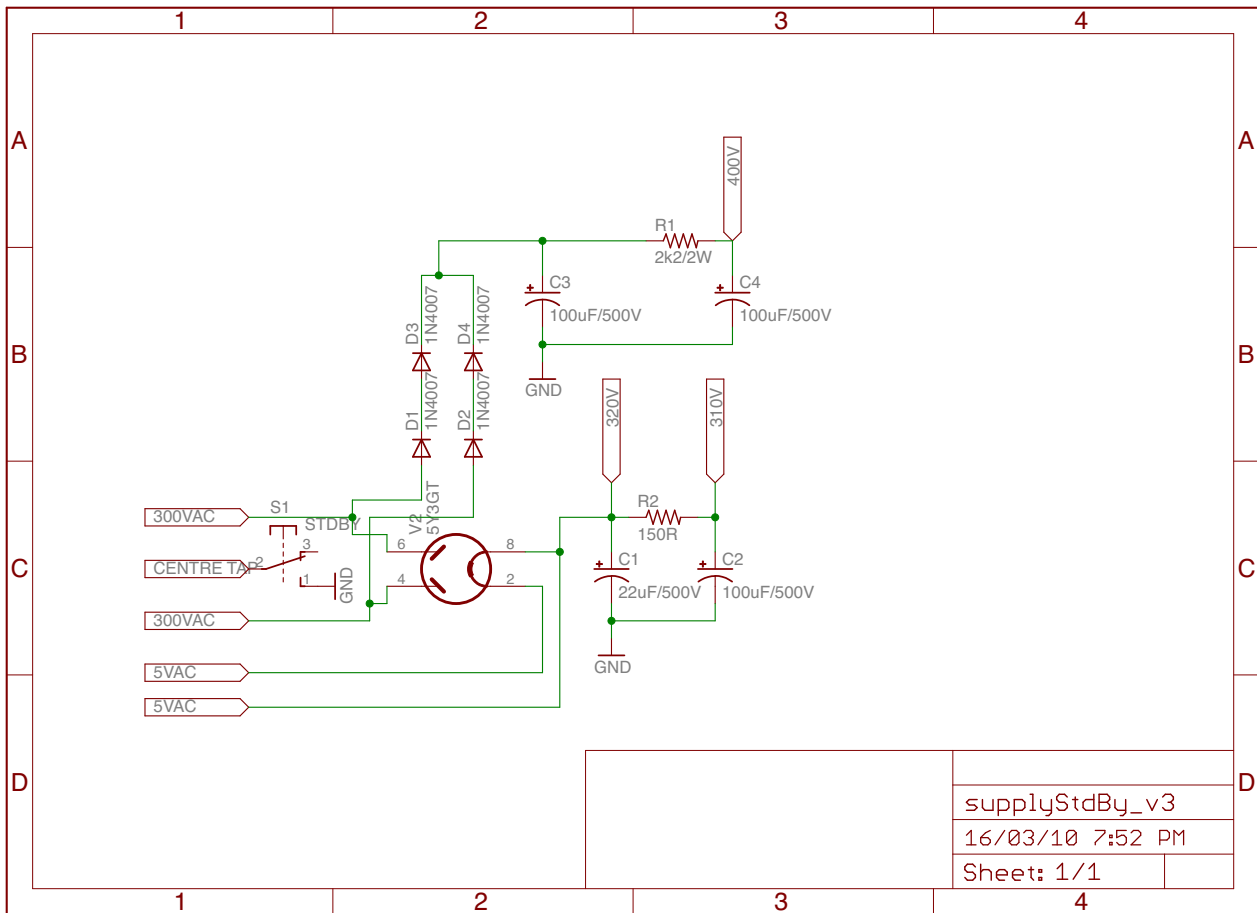 1 2 3 4
A A
400V
R1
2k2/2W
C3
100uF/500V
C4
100uF/500V
D3
1N4007
D4
1N4007
B B
GND
D1
1N4007
D2
1N4007
320V
310V
300VAC
S1
STDBY
V2
5Y3GT
R2
150R
C C
CENTRE TAP
2
3
1
GND
6
4
8
2
C1
22uF/500V
C2
100uF/500V
300VAC
GND
5VAC
5VAC
D D
supplyStdBy_v3
16/03/10 7:52 PM
Sheet: 1/1
1 2 3 4